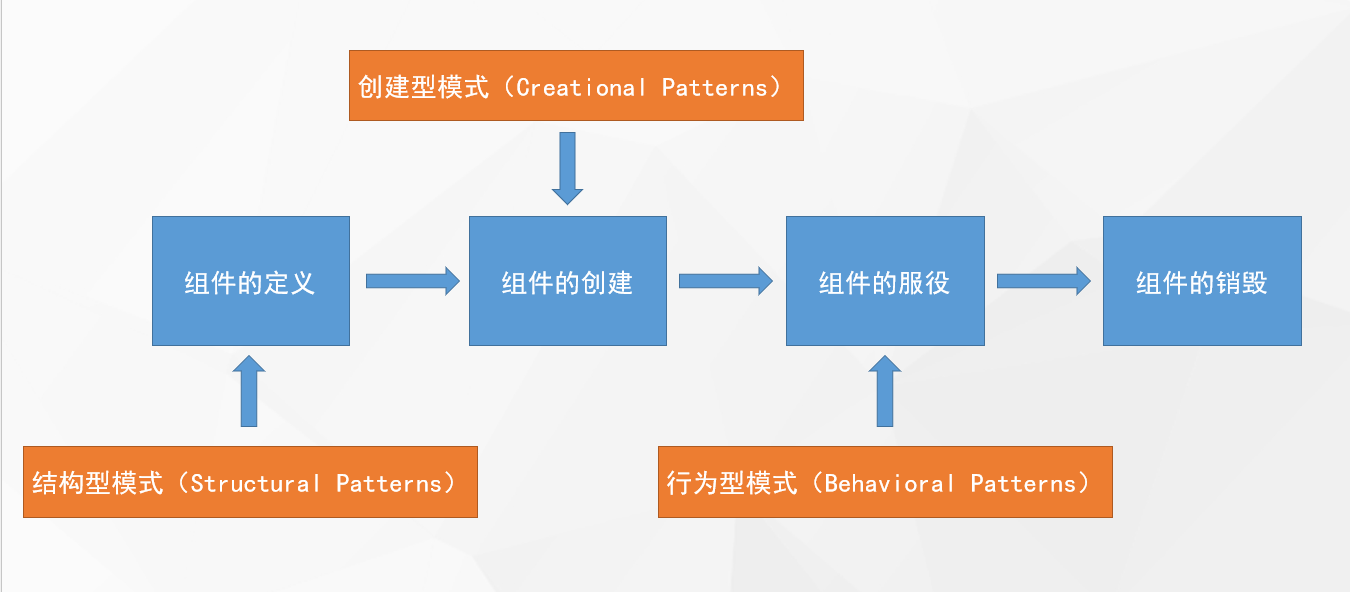 创建型模式（Creational Patterns）
组件的定义
组件的创建
组件的服役
组件的销毁
结构型模式（Structural Patterns）
行为型模式（Behavioral Patterns）